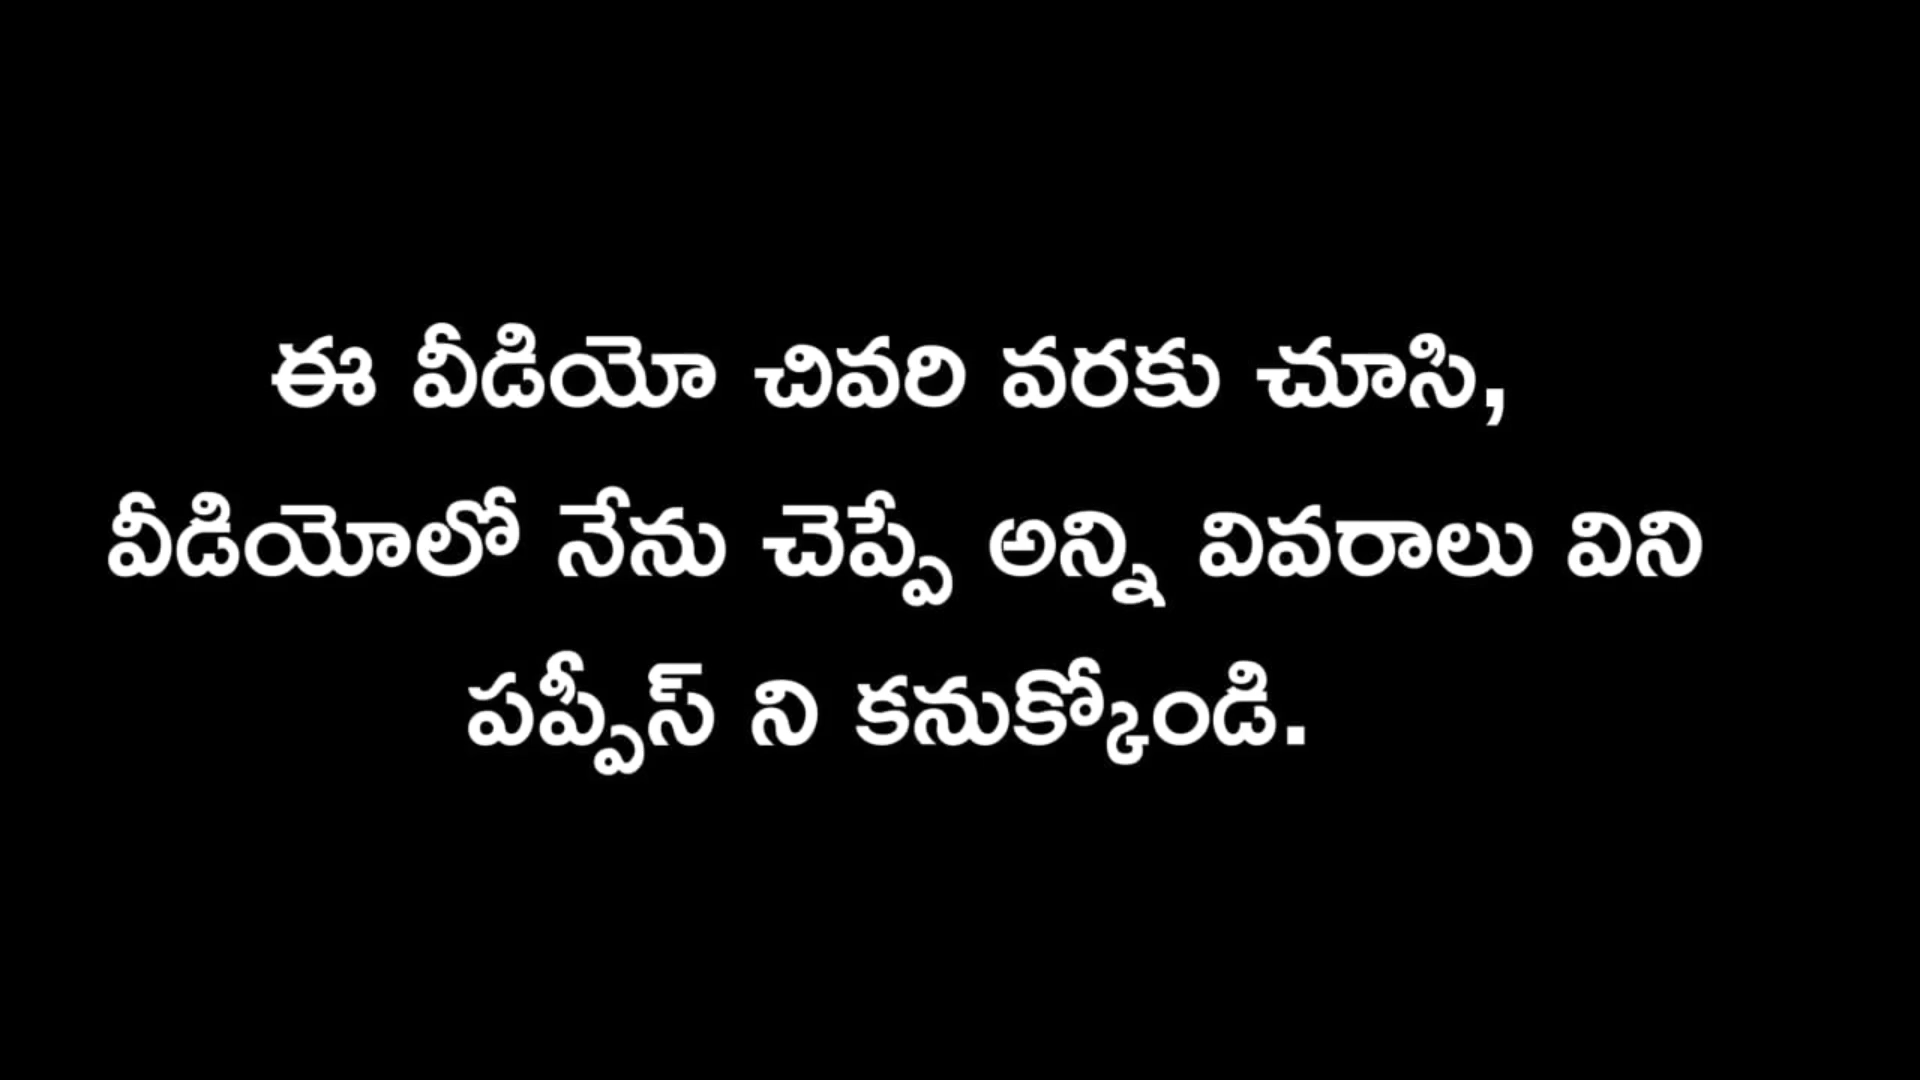 ఈ వీడియో చివరి వరకు చూసి,
వీడియోలో నేను చెప్పే అన్ని వివరాలు విని
పప్పీస్ ని కనుక్కోండి.